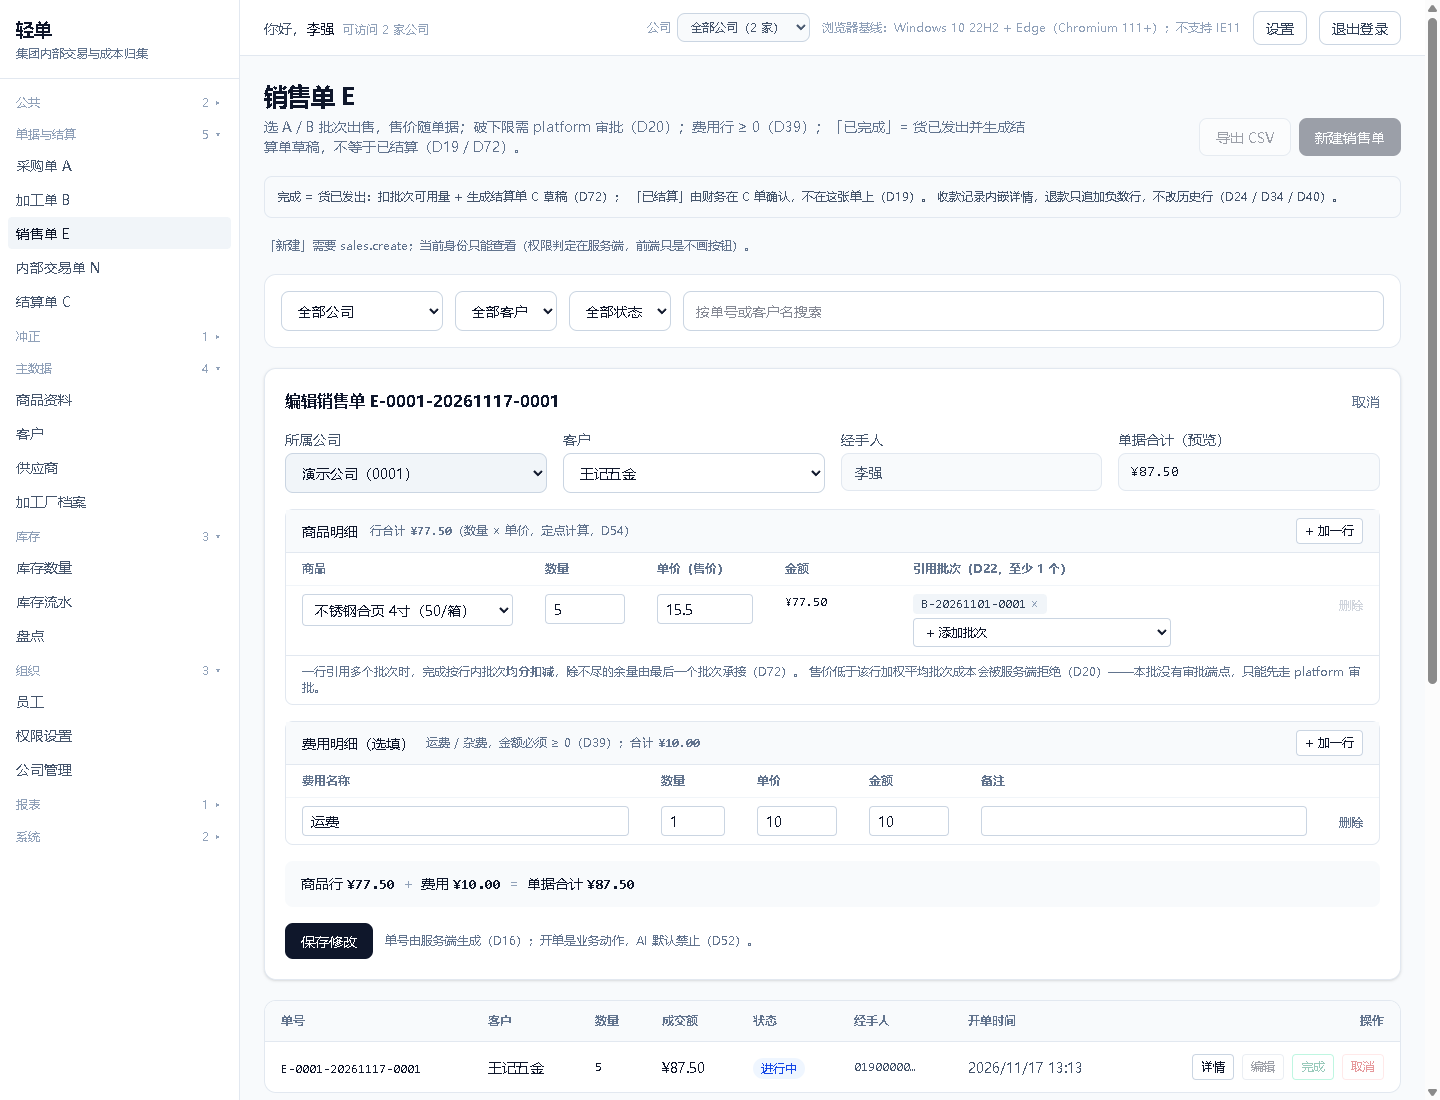 轻单
集团内部交易与成本归集
公共 2 ▸
单据与结算 5 ▾
采购单 A
加工单 B
销售单 E
内部交易单 N
结算单 C
冲正 1 ▸
主数据 4 ▾
商品资料
客户
供应商
加工厂档案
库存 3 ▾
库存数量
库存流水
盘点
组织 3 ▾
员工
权限设置
公司管理
报表 1 ▸
系统 2 ▸
你好，李强 可访问 2 家公司
公司 全部公司（2 家） 浏览器基线：Windows 10 22H2 + Edge（Chromium 111+）；不支持 IE11 设置 退出登录
销售单 E
选 A / B 批次出售，售价随单据；破下限需 platform 审批（D20）；费用行 ≥ 0（D39）；「已完成」= 货已发出并生成结
算单草稿，不等于已结算（D19 / D72）。
导出 CSV 新建销售单
完成 = 货已发出：扣批次可用量 + 生成结算单 C 草稿（D72）；「已结算」由财务在 C 单确认，不在这张单上（D19）。收款记录内嵌详情，退款只追加负数行，不改历史行（D24 / D34 / D40）。
「新建」需要 sales.create；当前身份只能查看（权限判定在服务端，前端只是不画按钮）。
全部公司 全部客户 全部状态 按单号或客户名搜索
编辑销售单 E-0001-20261117-0001 取消
所属公司 客户 经手人 单据合计（预览）
演示公司（0001） 王记五金 李强 ¥87.50
商品明细 行合计 ¥77.50（数量 × 单价，定点计算，D54） + 加一行
商品 数量 单价（售价） 金额 引用批次（D22，至少 1 个）
不锈钢合页 4寸（50/箱） 5 15.5 ¥77.50 B-20261101-0001 × 删除
+ 添加批次
一行引用多个批次时，完成按行内批次均分扣减，除不尽的余量由最后一个批次承接（D72）。售价低于该行加权平均批次成本会被服务端拒绝（D20）——本批没有审批端点，只能先走 platform 审
批。
费用明细（选填） 运费 / 杂费，金额必须 ≥ 0（D39）；合计 ¥10.00 + 加一行
费用名称 数量 单价 金额 备注
运费 1 10 10 删除
商品行 ¥77.50 + 费用 ¥10.00 = 单据合计 ¥87.50
保存修改 单号由服务端生成（D16）；开单是业务动作，AI 默认禁止（D52）。
单号 客户 数量 成交额 状态 经手人 开单时间 操作
E-0001-20261117-0001 王记五金 5 ¥87.50 进行中 01900000… 2026/11/17 13:13 详情 编辑 完成 取消